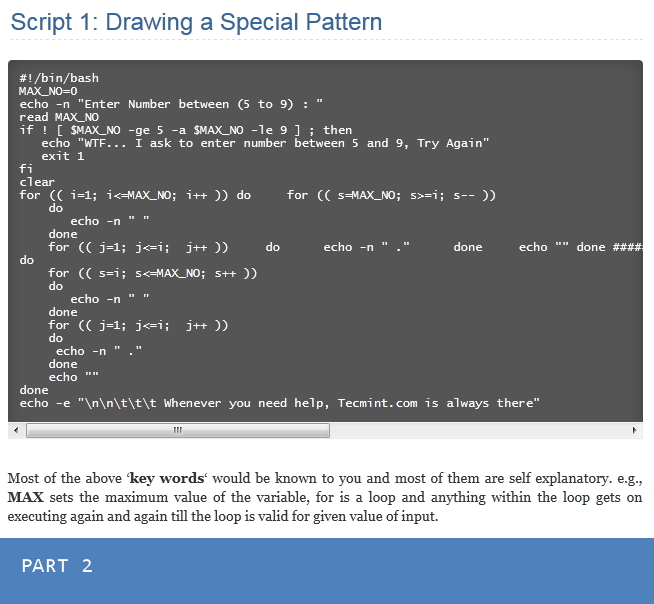 Script 1: Drawing a Special Pattern
#!/bin/bash
MAX_NO=0
echo -n "Enter Number between (5 to 9) : "
read MAX_NO
if ! [ $MAX_NO -ge 5 -a $MAX_NO -le 9 ] ; then
   echo "WTF... I ask to enter number between 5 and 9, Try Again"
   exit 1
fi
clear
for (( i=1; i<=MAX_NO; i++ )) do     for (( s=MAX_NO; s>=i; s-- ))
    do
       echo -n " "
    done
    for (( j=1; j<=i;  j++ ))     do      echo -n " ."      done     echo "" done ####
do
    for (( s=i; s<=MAX_NO; s++ ))
    do
       echo -n " "
    done
    for (( j=1; j<=i;  j++ ))
    do
     echo -n " ."
    done
    echo ""
done
echo -e "\n\n\t\t\t Whenever you need help, Tecmint.com is always there"
Most of the above ‘key words‘ would be known to you and most of them are self explanatory. e.g.,
MAX sets the maximum value of the variable, for is a loop and anything within the loop gets on
executing again and again till the loop is valid for given value of input.
PART 2